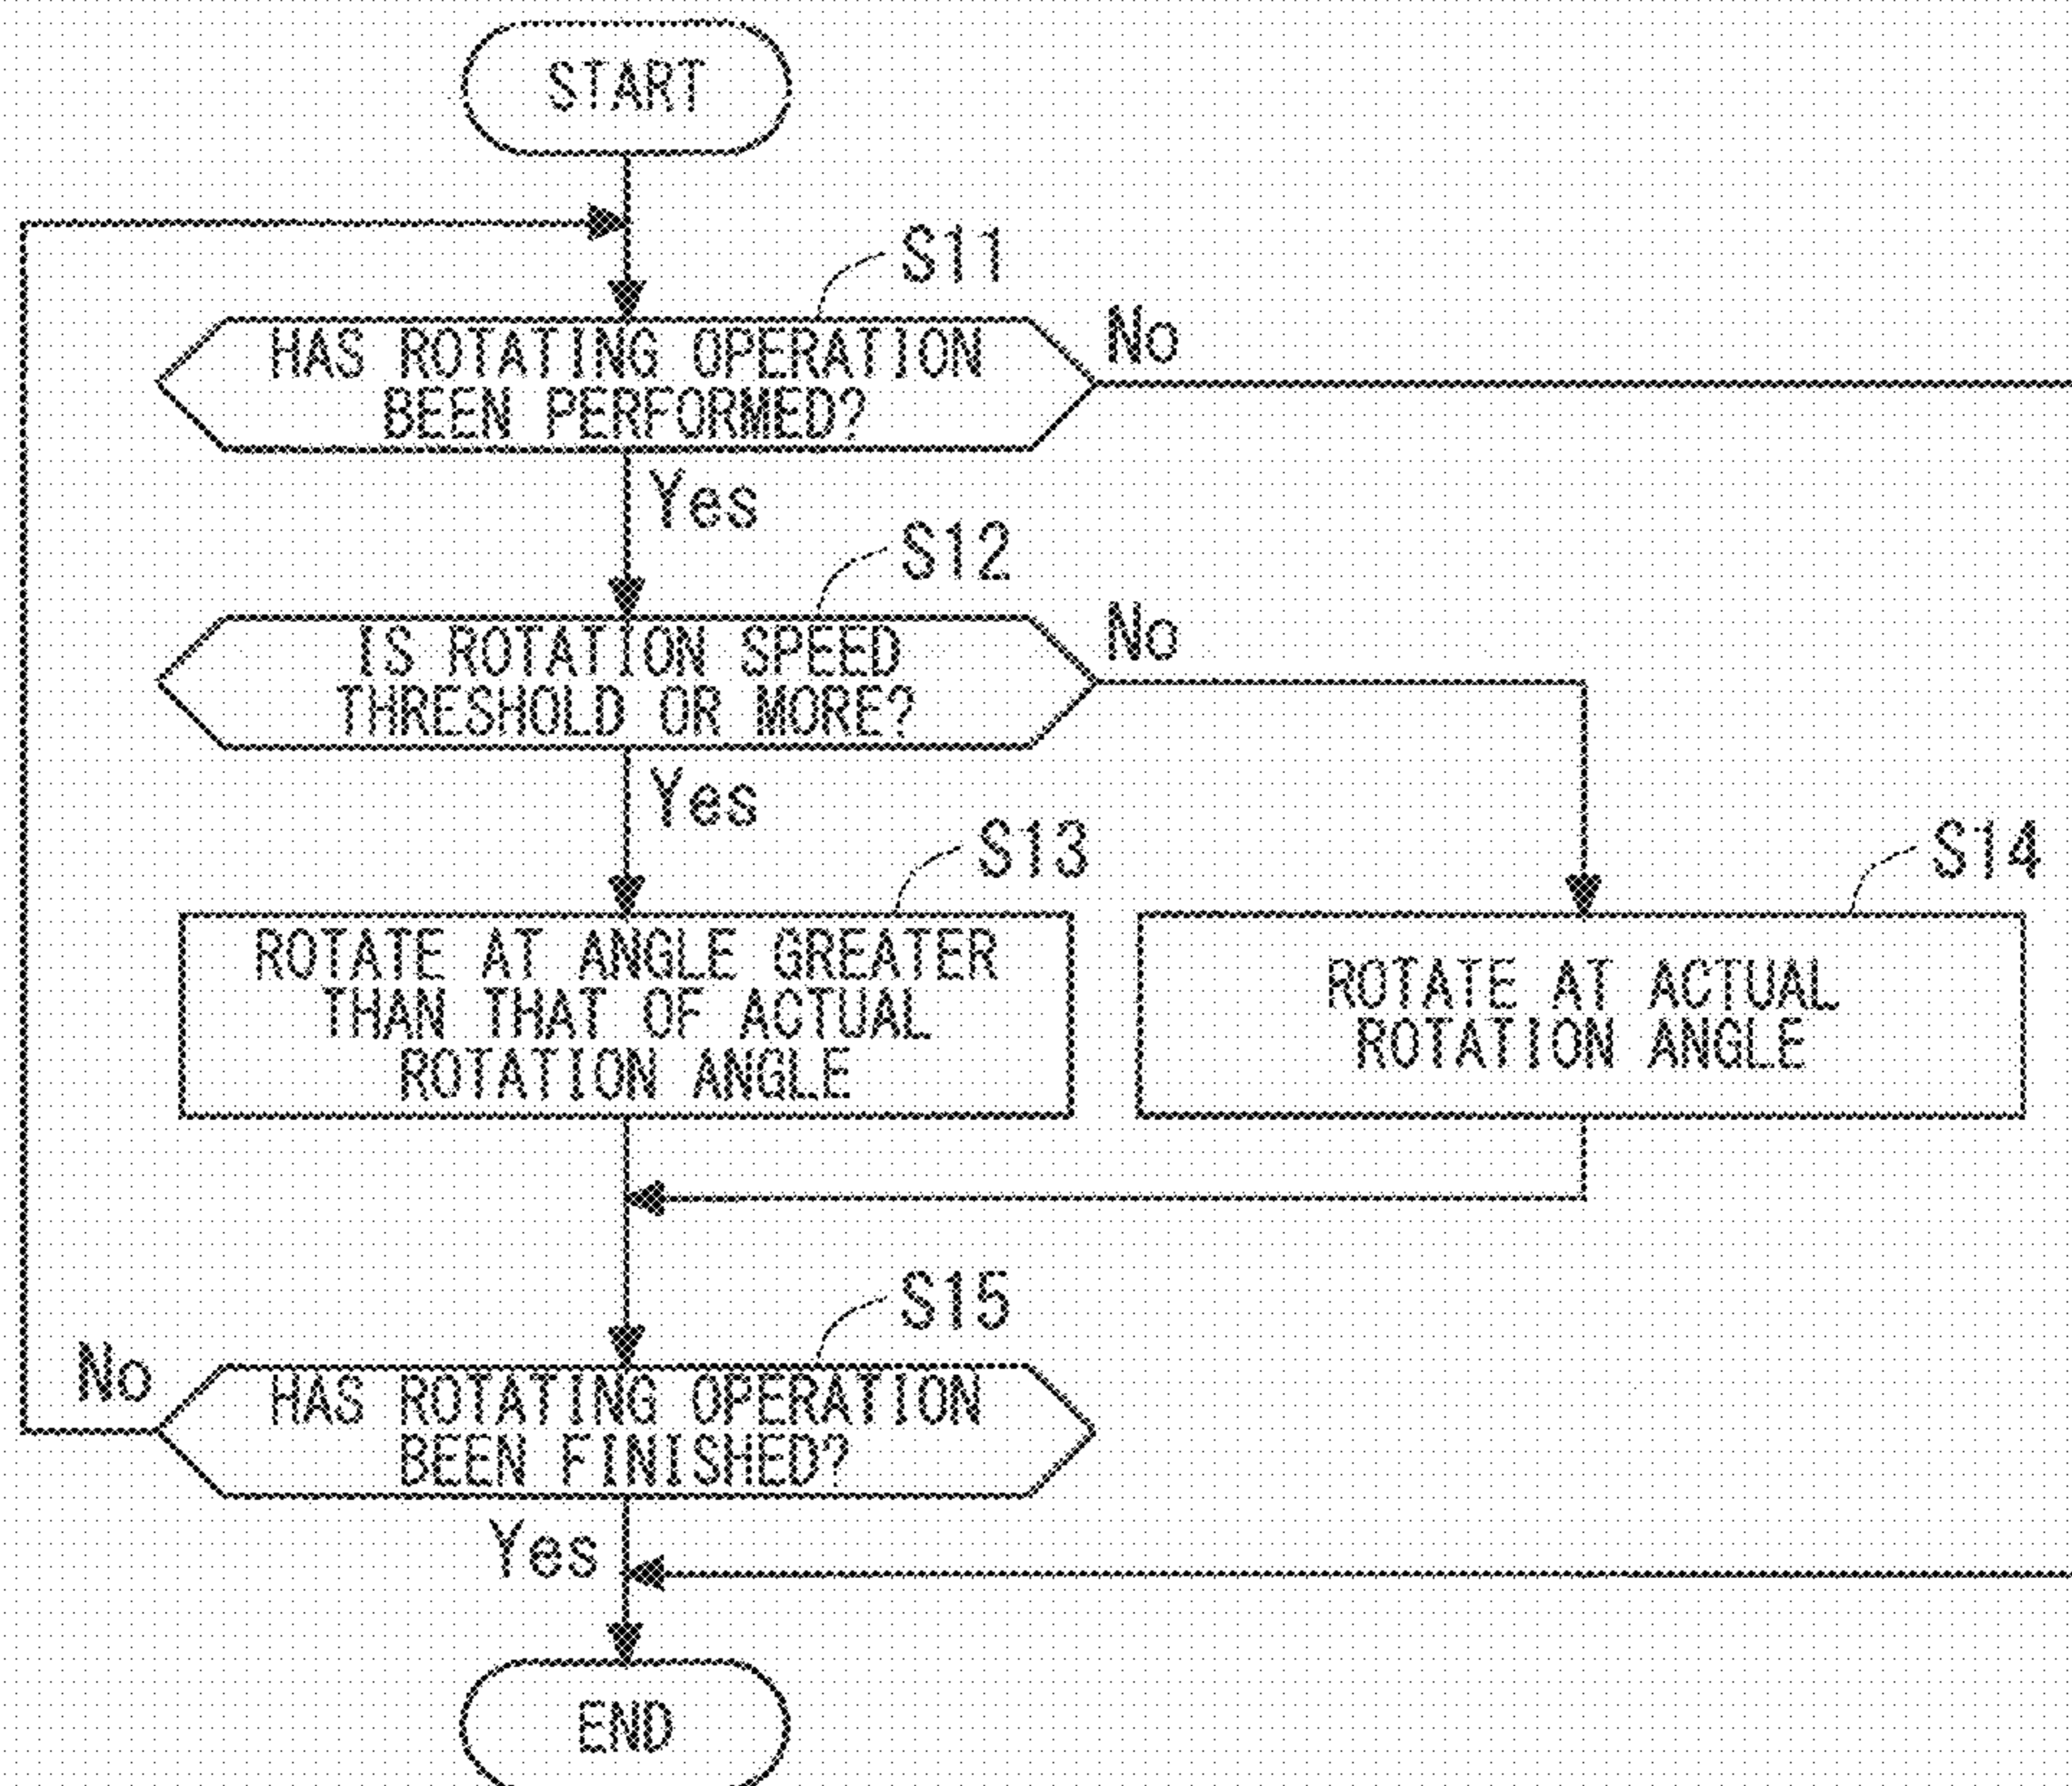 START
S11
HAS ROTATING OPERATION
BEEN PERFORMED?
No
Yes
S12
IS ROTATION SPEED
THRESHOLD OR MORE?
No
Yes
S13
ROTATE AT ANGLE GREATER
THAN THAT OF ACTUAL
ROTATION ANGLE
S14
ROTATE AT ACTUAL
ROTATION ANGLE
S15
HAS ROTATING OPERATION
BEEN FINISHED?
No
Yes
END